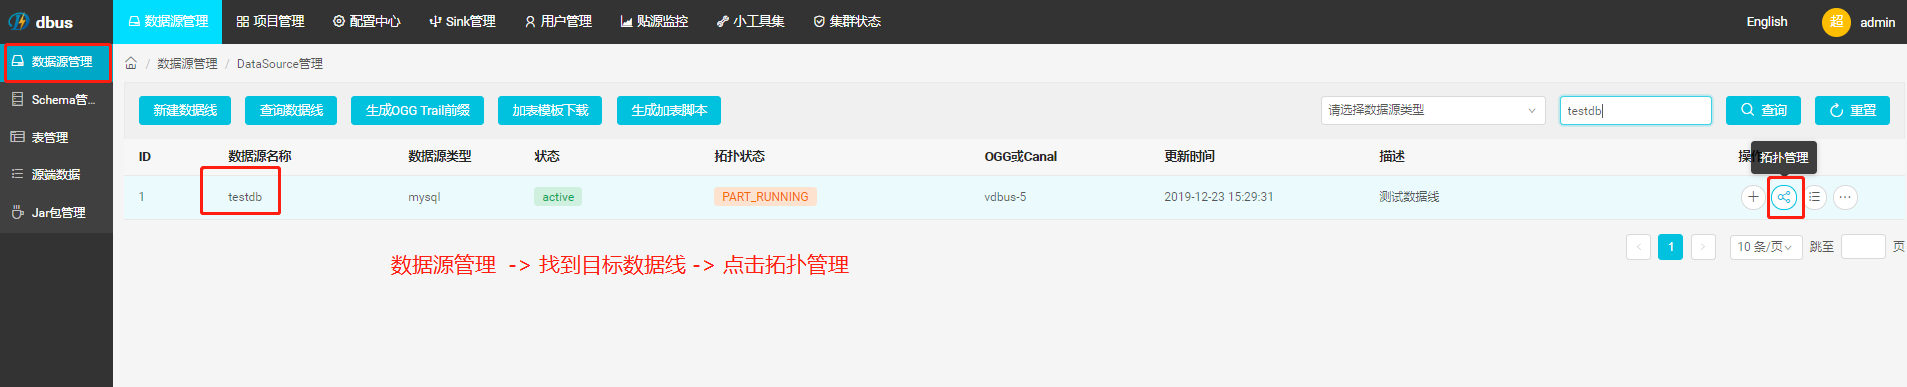 dbus
数据源管理 项目管理 配置中心 Sink管理 用户管理 贴源监控 小工具集 集群状态 English 超 admin
数据源管理
Schema管...
表管理
源端数据
Jar包管理
/ 数据源管理 / DataSource管理
新建数据线 查询数据线 生成OGG Trail前缀 加表模板下载 生成加表脚本 请选择数据源类型 testdb 查询 重置
拓扑管理
ID 数据源名称 数据源类型 状态 拓扑状态 OGG或Canal 更新时间 描述 操作
1 testdb mysql active PART_RUNNING vdbus-5 2019-12-23 15:29:31 测试数据线
< 1 > 10 条/页 跳至 页
数据源管理 -> 找到目标数据线 -> 点击拓扑管理